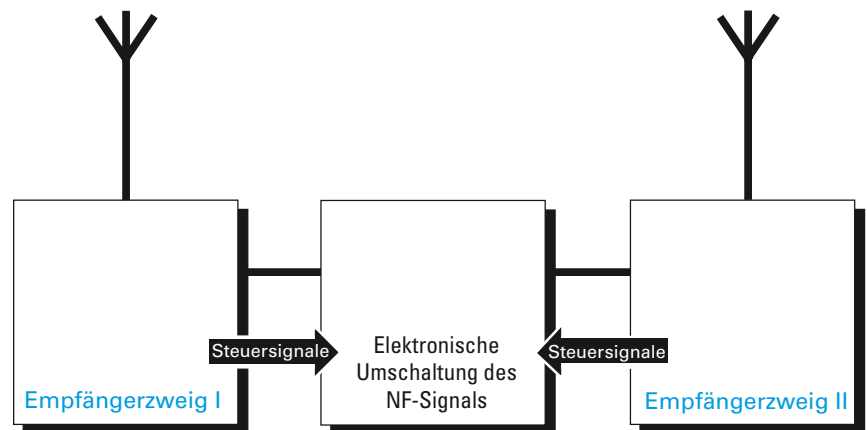 Steuersignale
Elektronische
Umschaltung des
NF-Signals
Steuersignale
Empfängerzweig I
Empfängerzweig II